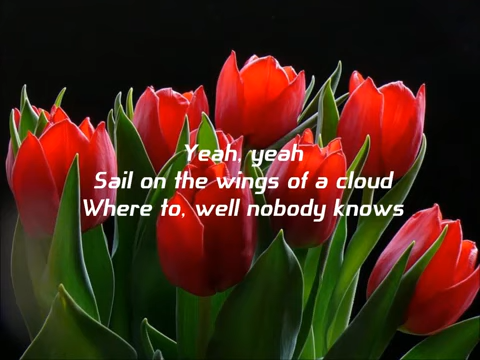 Yeah, yeah
Sail on the wings of a cloud
Where to, well nobody knows